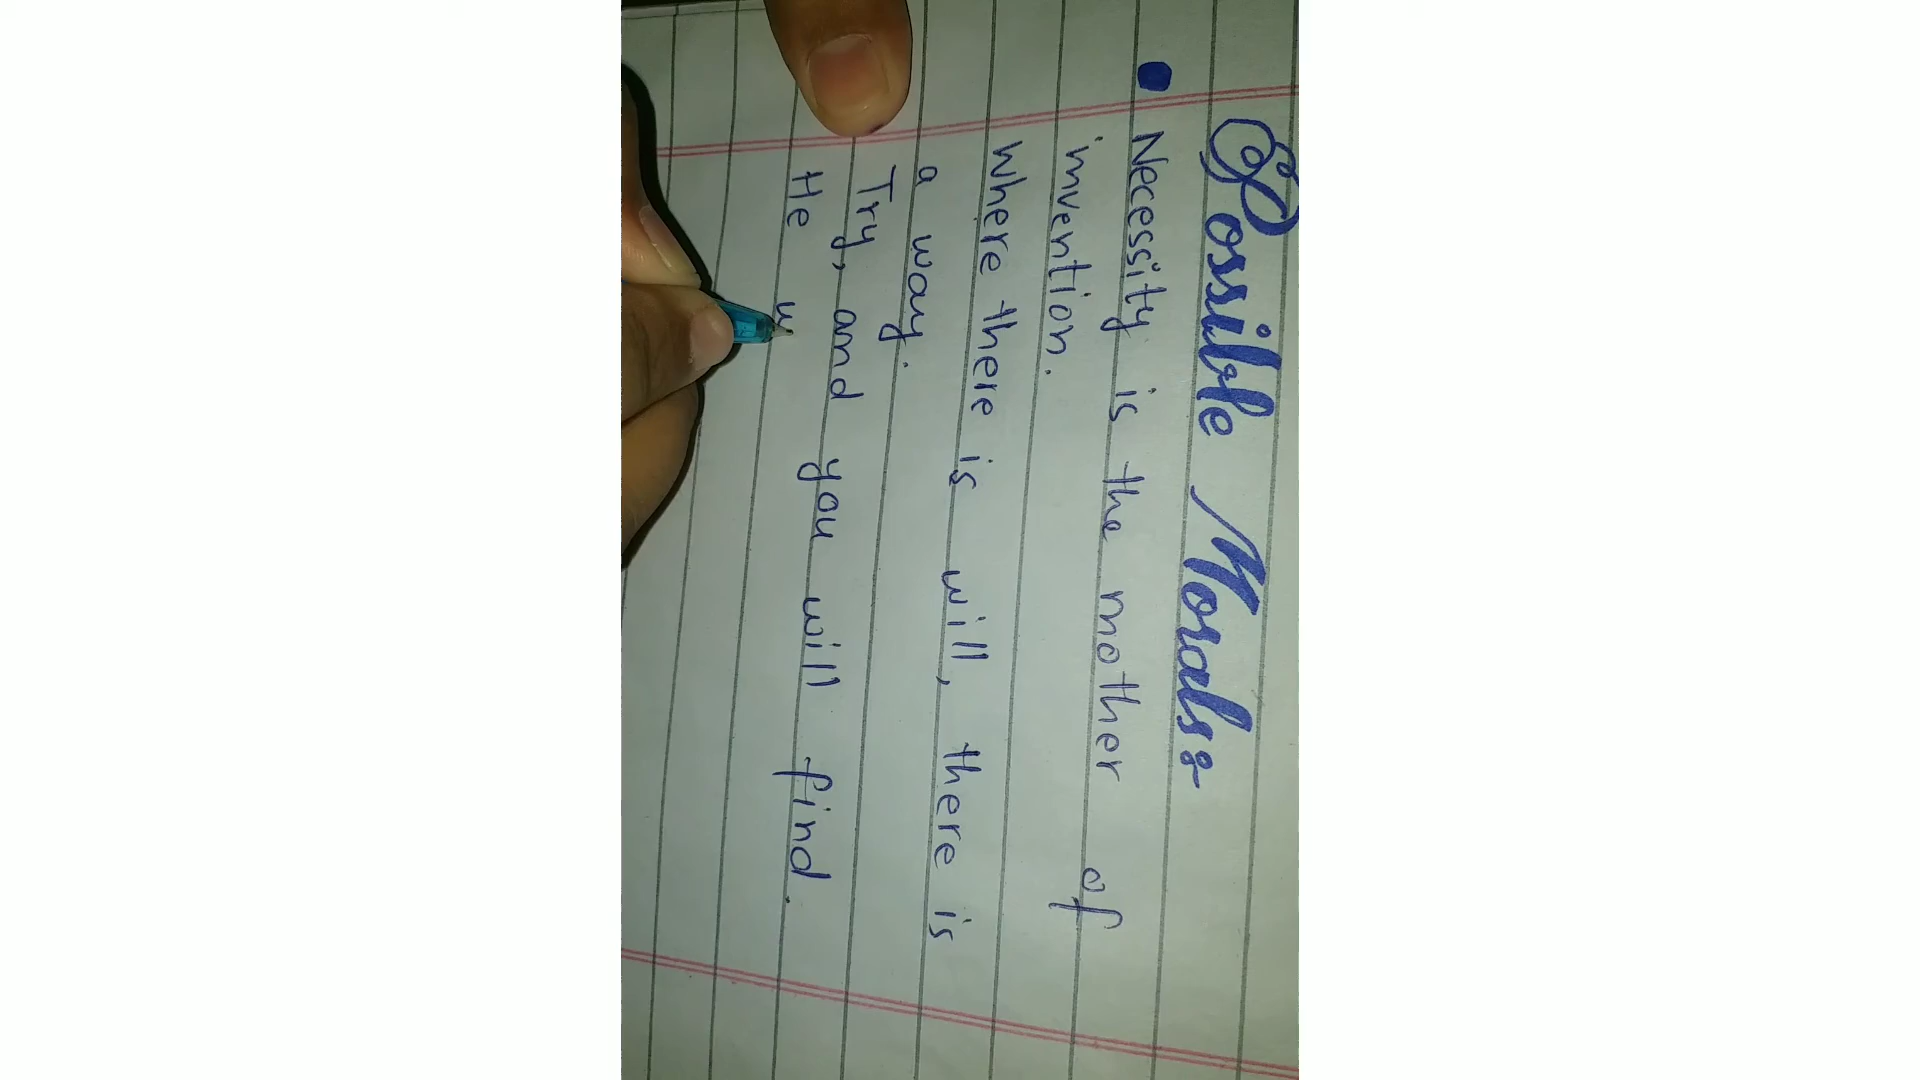 Possible Morals:-
Necessity is the mother of
invention.
Where there is will, there is
a way.
Try, and you will find.
He